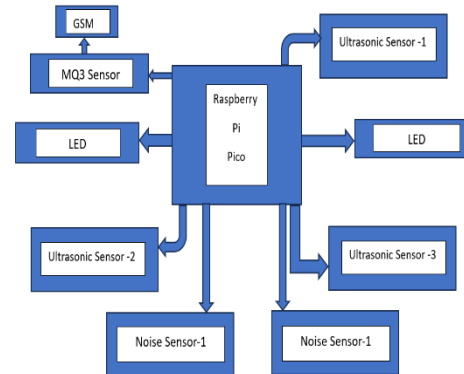 GSM
Ultrasonic Sensor -1
MQ3 Sensor
Raspberry
Pi
Pico
LED
LED
Ultrasonic Sensor -2
Ultrasonic Sensor -3
Noise Sensor-1
Noise Sensor-1